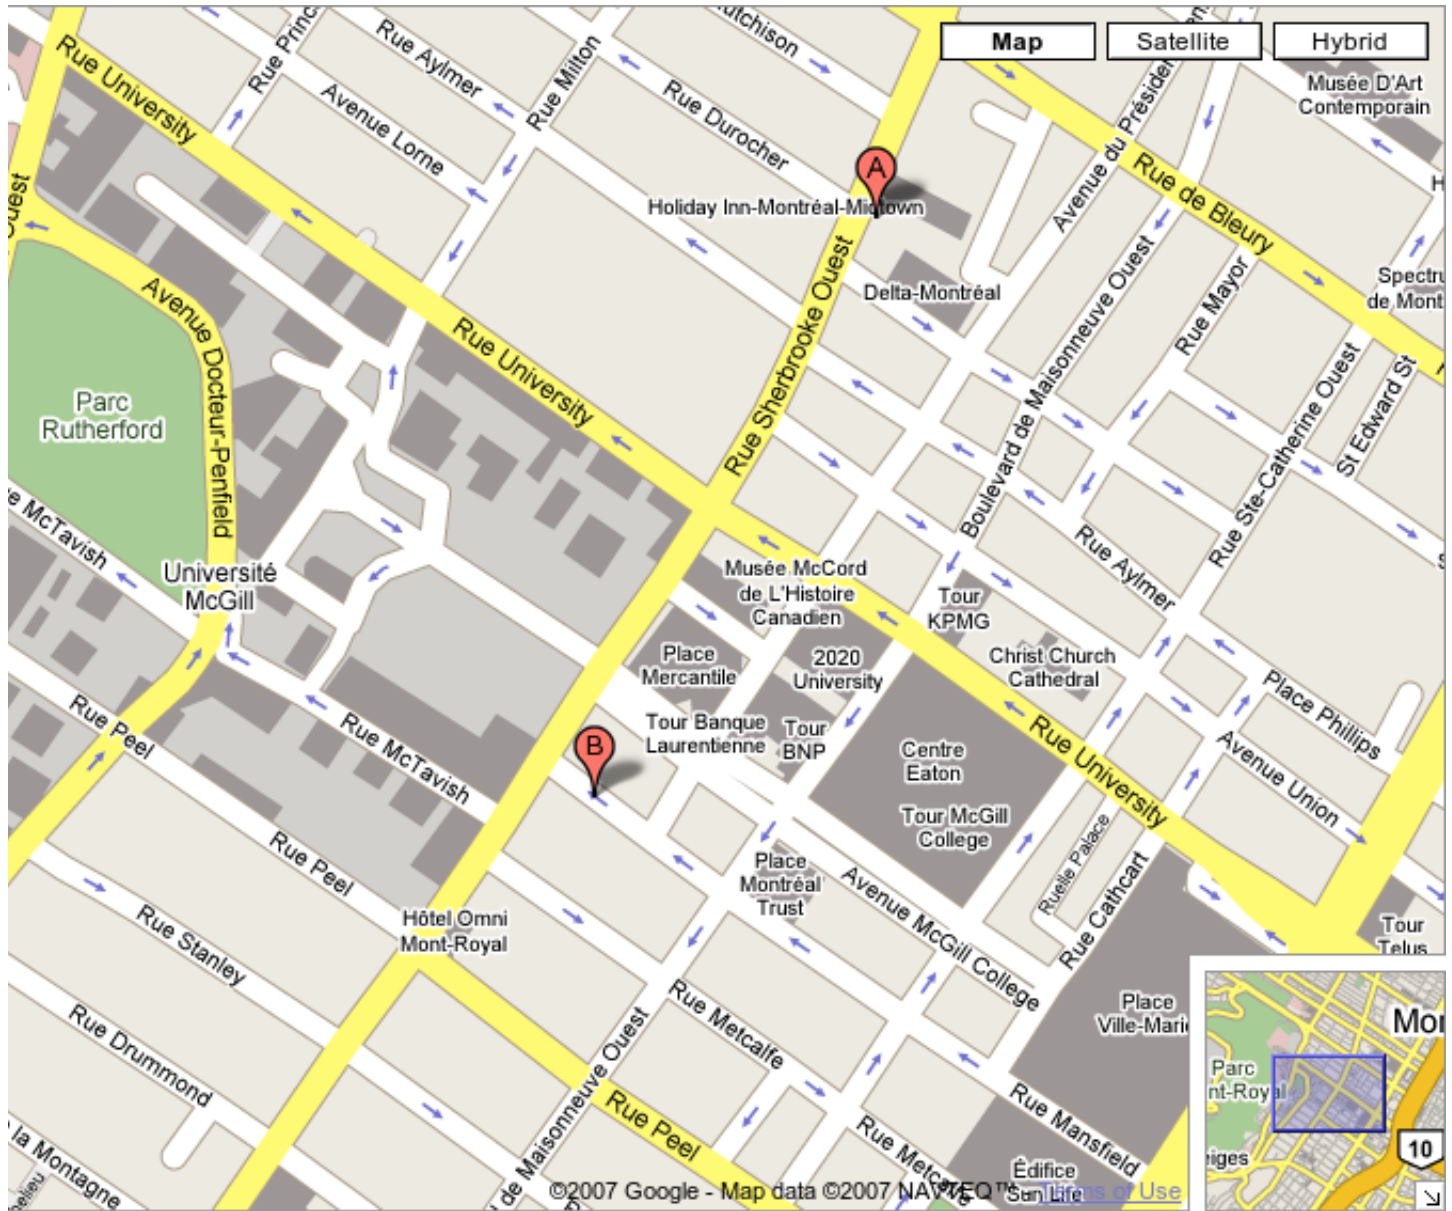 Map
Satellite
Hybrid
Rue University
Rue Aylmer
Avenue Lorne
Rue Milton
Rue Durocher
Avenue du
Musée D'Art
Contemporain
Rue de Bleury
A
Holiday Inn-Montréal-Midtown
Delta-Montréal
Rue Mayor
de Mont
Avenue Docteur-Penfield
Rue University
Rue Sherbrooke Ouest
Boulevard de Maisonneuve Ouest
Rue Ste-Catherine Ouest
St Edward St
Parc
Rutherford
McTavish
Université
McGill
Musée McCord
de L'Histoire
Canadien
Tour
KPMG
Rue Aylmer
Place
Mercantile
2020
University
Christ Church
Cathedral
Place Phillips
Avenue Union
Rue Peel
Rue McTavish
Tour Banque
Laurentienne
Tour
BNP
B
Centre
Eaton
Rue University
Tour McGill
College
Ruelle Palace
Rue Cathcart
Rue Peel
Place
Montréal
Trust
Avenue McGill College
Hôtel Omni
Mont-Royal
Rue Stanley
Tour
Telus
Rue Drummond
Rue Metcalfe
Place
Ville-Marie
Rue Peel
Rue Metcalfe
Rue Mansfield
Édifice
Sun Life
la Montagne
de Maisonneuve Ouest
Parc
nt-Royal
10
©2007 Google - Map data ©2007 NAVTEQ™ - Terms of Use